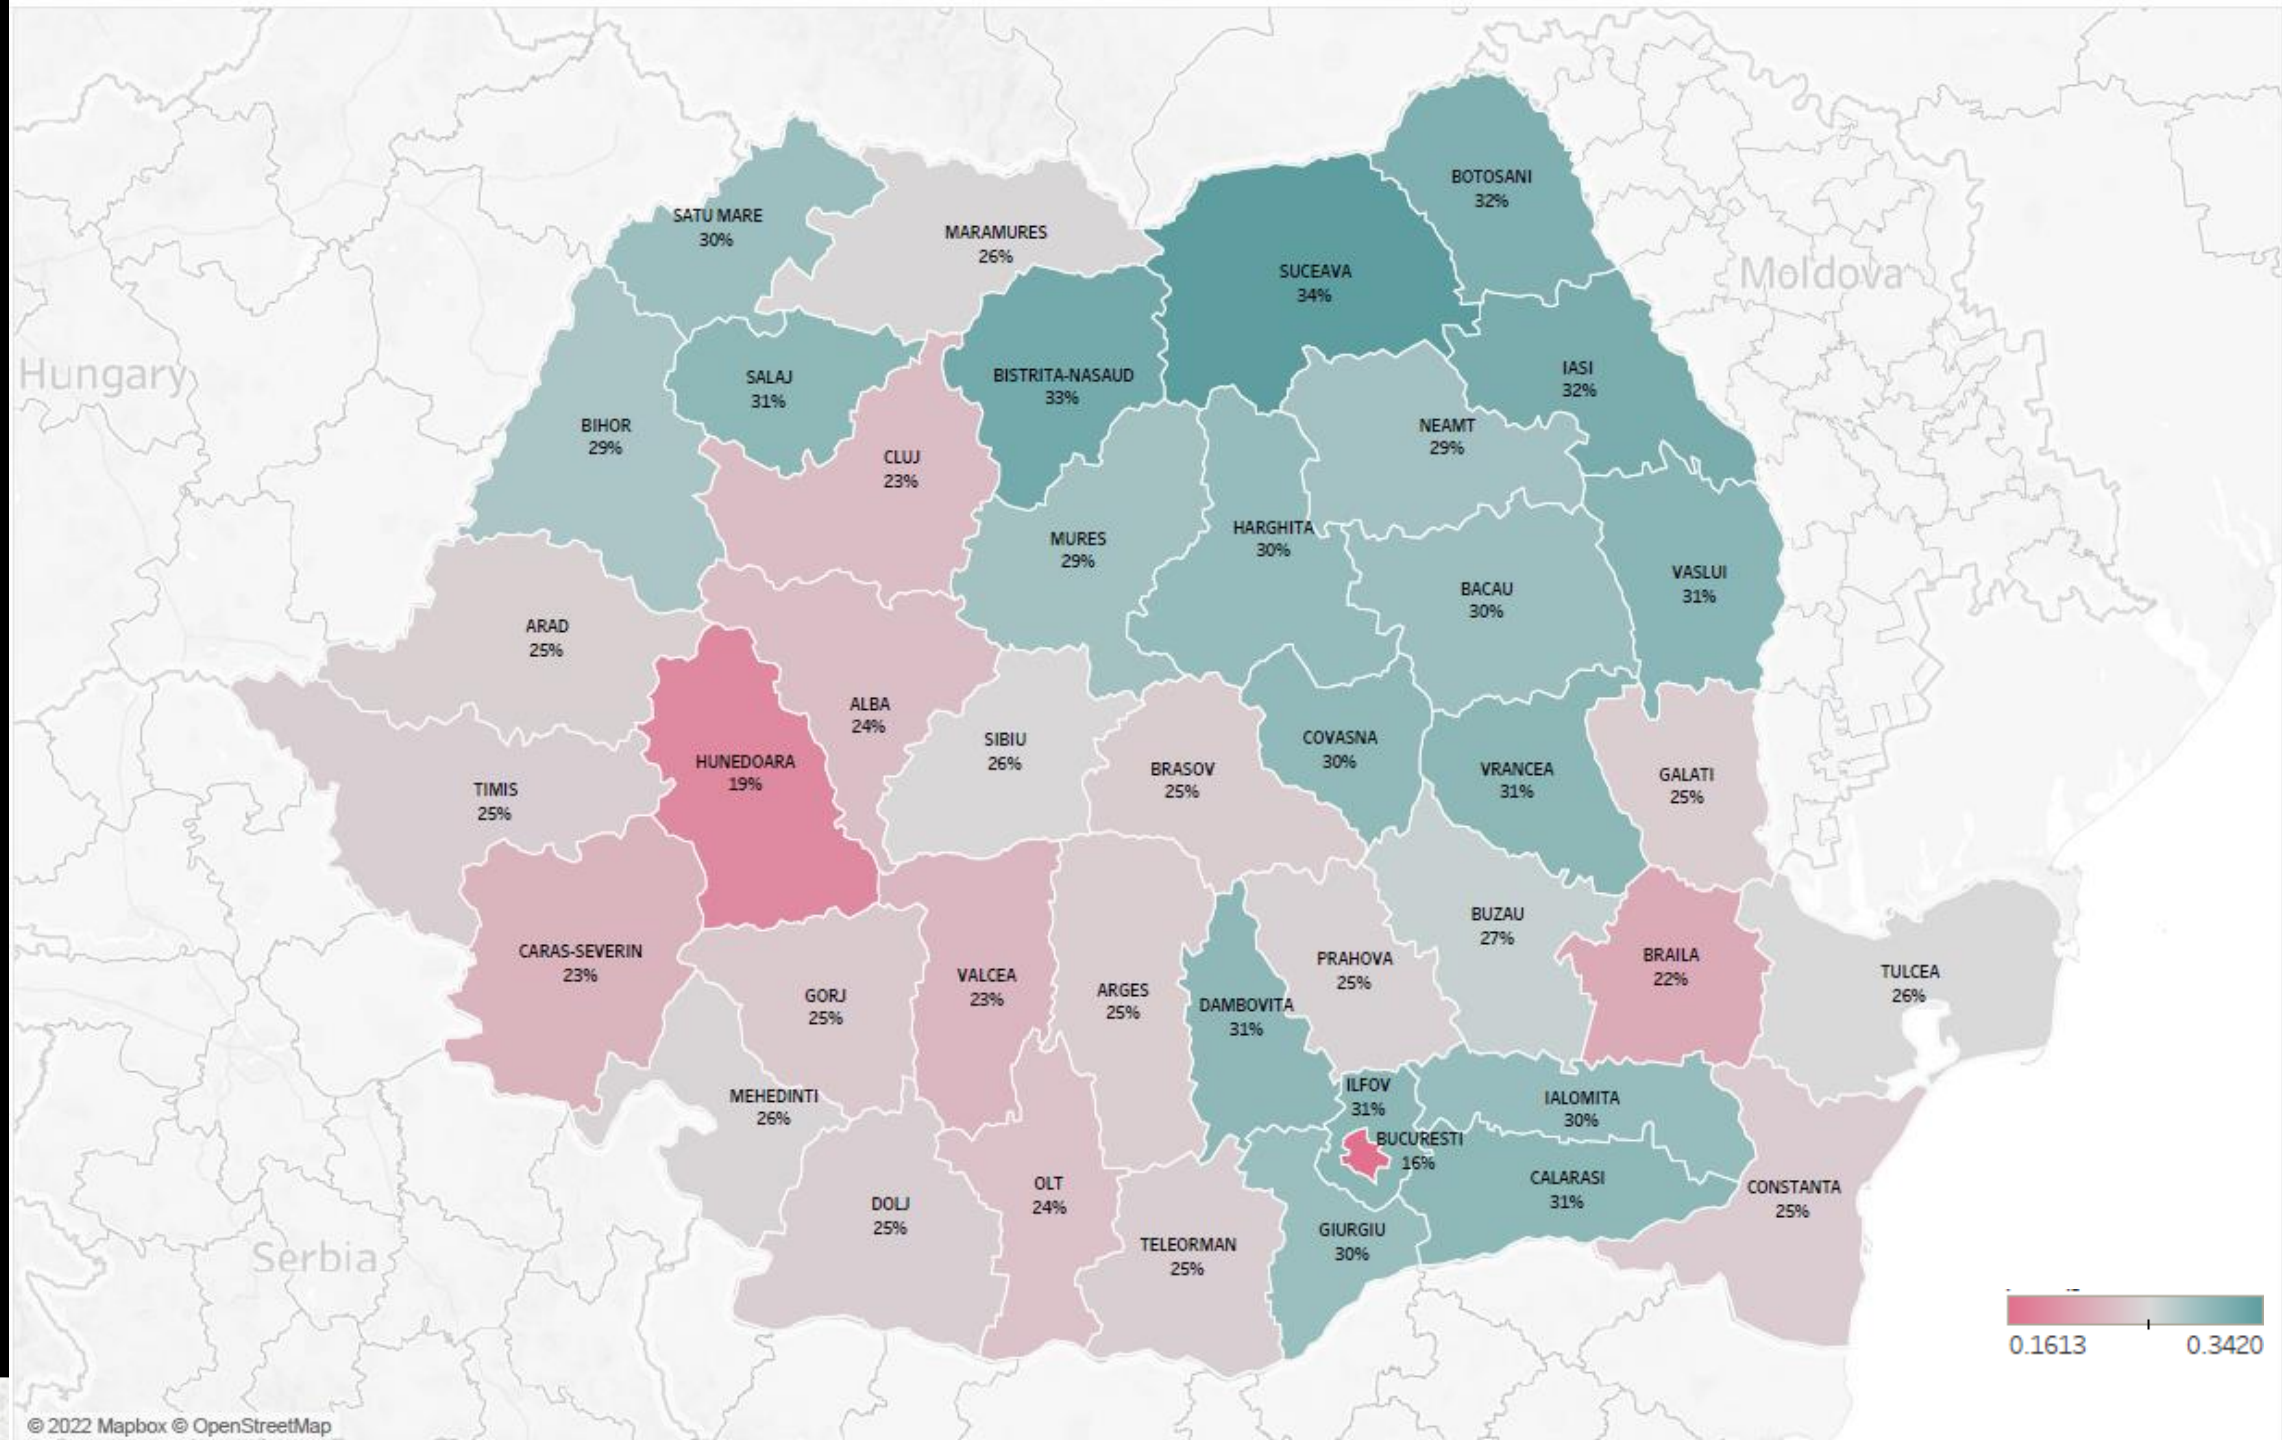 BOTOSANI
32%
SATU MARE
30%
MARAMURES
26%
SUCEAVA
34%
Moldova
Hungary
SALAJ
31%
BISTRITA-NASAUD
33%
IASI
32%
BIHOR
29%
NEAMT
29%
CLUJ
23%
MURES
29%
HARGHITA
30%
VASLUI
31%
BACAU
30%
ARAD
25%
ALBA
24%
SIBIU
26%
COVASNA
30%
HUNEDOARA
19%
BRASOV
25%
VRANCEA
31%
GALATI
25%
TIMIS
25%
BUZAU
27%
CARAS-SEVERIN
23%
BRAILA
22%
PRAHOVA
25%
VALCEA
23%
TULCEA
26%
ARGES
25%
GORJ
25%
DAMBOVITA
31%
ILFOV
31%
MEHEDINTI
26%
IALOMITA
30%
BUCURESTI
16%
CALARASI
31%
OLT
24%
CONSTANTA
25%
DOLJ
25%
GIURGIU
30%
TELEORMAN
25%
Serbia
0.1613 0.3420
© 2022 Mapbox © OpenStreetMap